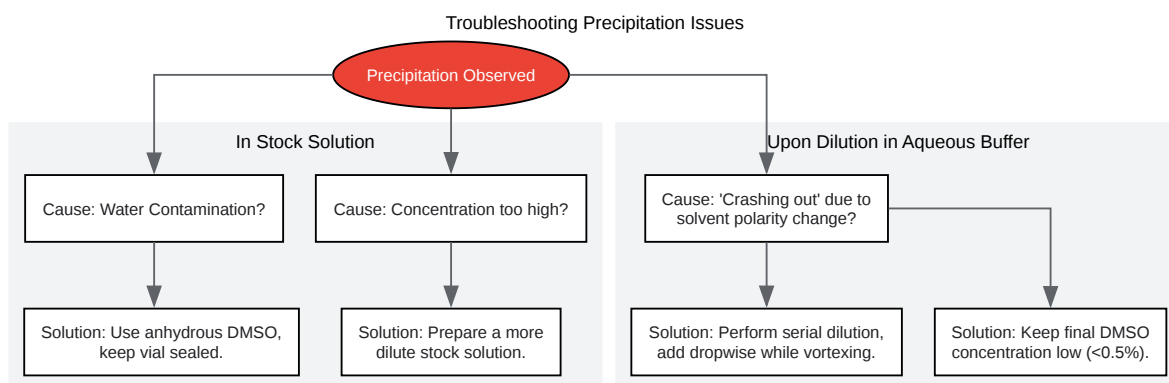 Troubleshooting Precipitation Issues
Precipitation Observed
In Stock Solution
Upon Dilution in Aqueous Buffer
Cause: Water Contamination?
Cause: Concentration too high?
Cause: 'Crashing out' due to
solvent polarity change?
Solution: Use anhydrous DMSO,
keep vial sealed.
Solution: Prepare a more
dilute stock solution.
Solution: Perform serial dilution,
add dropwise while vortexing.
Solution: Keep final DMSO
concentration low (<0.5%).